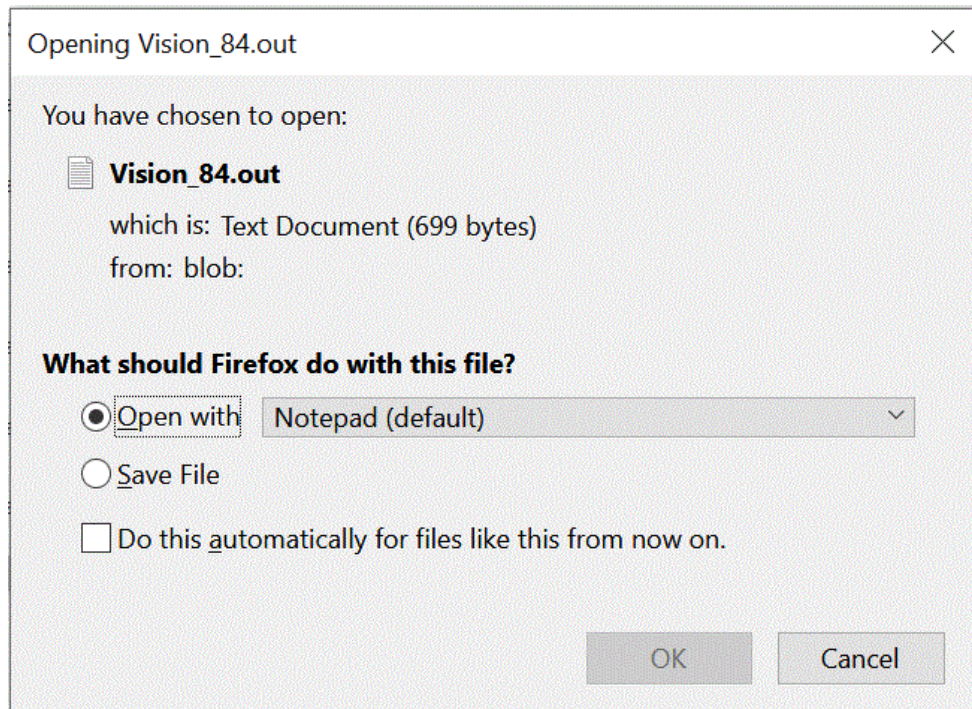 Opening Vision_84.out
You have chosen to open:
Vision_84.out
which is: Text Document (699 bytes)
from: blob:
What should Firefox do with this file?
Open with Notepad (default)
Save File
Do this automatically for files like this from now on.
OK Cancel